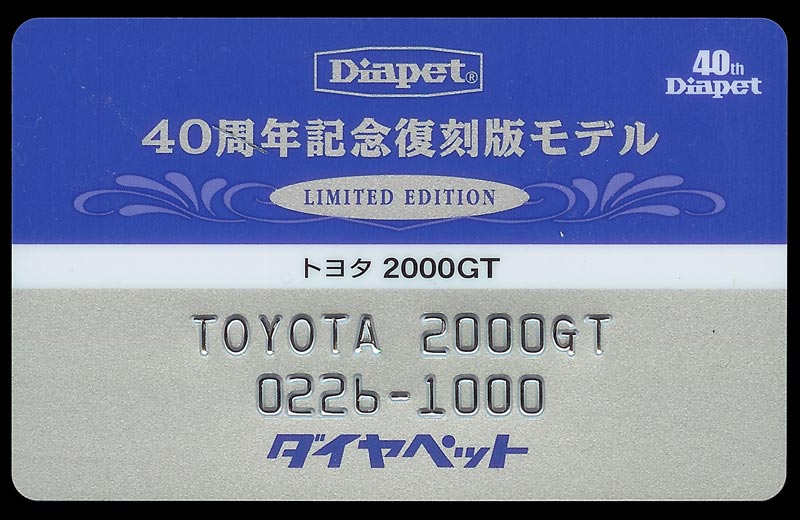 Diapet®
40th
Diapet
40周年記念復刻版モデル
LIMITED EDITION
トヨタ 2000GT
TOYOTA 2000GT
0226-1000
ダイヤペット